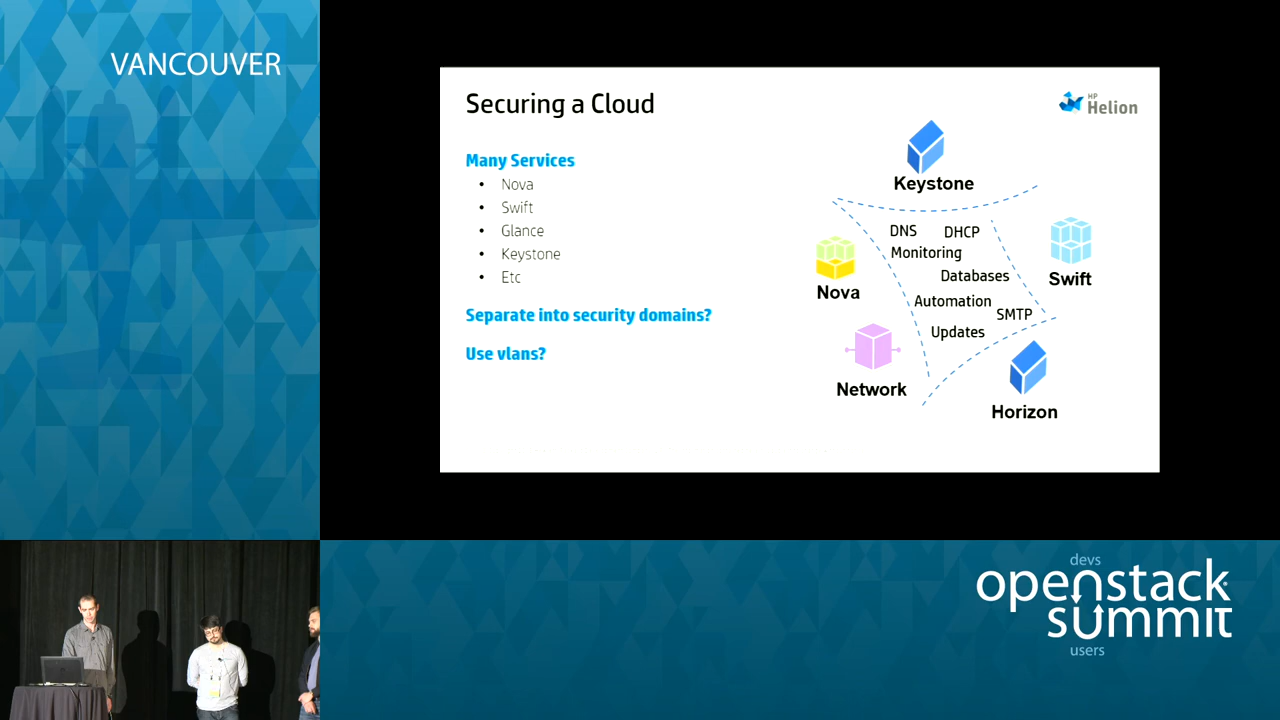 VANCOUVER
Securing a Cloud
HP
Helion
Many Services
• Nova
• Swift
• Glance
• Keystone
• Etc
Separate into security domains?
Use vlans?
Keystone
DNS DHCP
Monitoring
Databases
Automation
SMTP
Updates
Nova
Swift
Network
Horizon
devs
openstack
summit
users